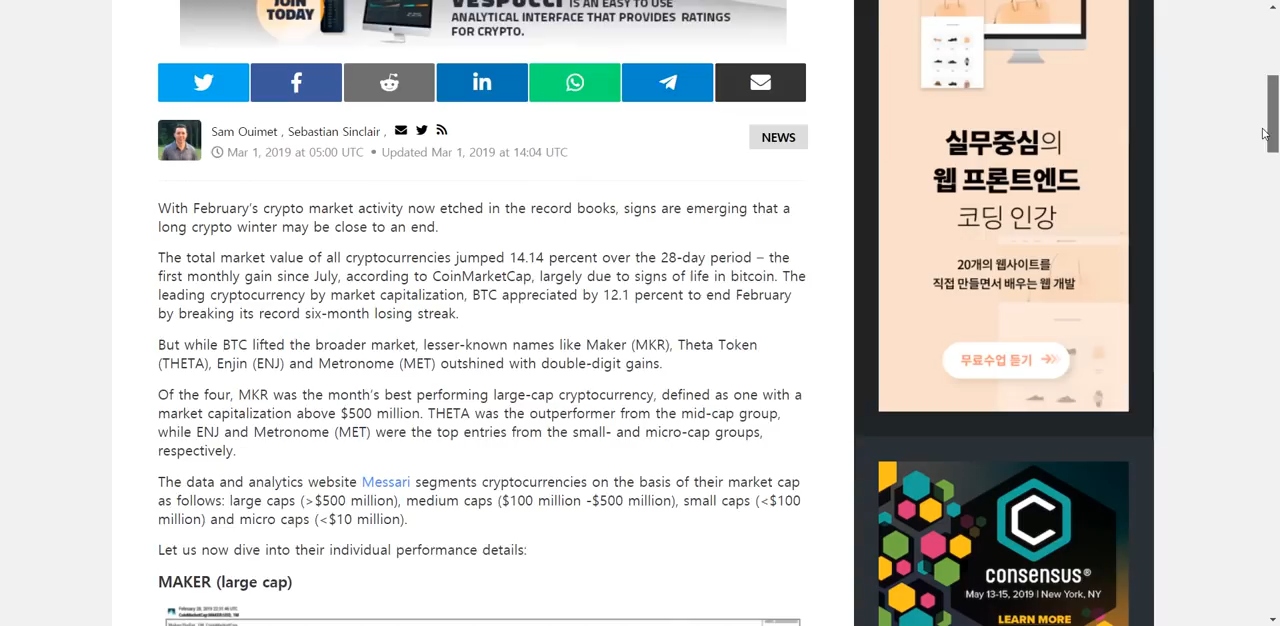 JOIN
TODAY
VESPUCCI IS AN EASY TO USE
ANALYTICAL INTERFACE THAT PROVIDES RATINGS
FOR CRYPTO.
Sam Ouimet , Sebastian Sinclair ,
Mar 1, 2019 at 05:00 UTC • Updated Mar 1, 2019 at 14:04 UTC
NEWS
With February's crypto market activity now etched in the record books, signs are emerging that a
long crypto winter may be close to an end.
The total market value of all cryptocurrencies jumped 14.14 percent over the 28-day period – the
first monthly gain since July, according to CoinMarketCap, largely due to signs of life in bitcoin. The
leading cryptocurrency by market capitalization, BTC appreciated by 12.1 percent to end February
by breaking its record six-month losing streak.
But while BTC lifted the broader market, lesser-known names like Maker (MKR), Theta Token
(THETA), Enjin (ENJ) and Metronome (MET) outshined with double-digit gains.
Of the four, MKR was the month's best performing large-cap cryptocurrency, defined as one with a
market capitalization above $500 million. THETA was the outperformer from the mid-cap group,
while ENJ and Metronome (MET) were the top entries from the small- and micro-cap groups,
respectively.
The data and analytics website Messari segments cryptocurrencies on the basis of their market cap
as follows: large caps (>$500 million), medium caps ($100 million -$500 million), small caps (<$100
million) and micro caps (<$10 million).
Let us now dive into their individual performance details:
MAKER (large cap)
실무중심의
웹 프론트엔드
코딩 인강
20개의 웹사이트를
직접 만들면서 배우는 웹 개발
무료수업 듣기
consensus®
May 13-15, 2019 | New York, NY
LEARN MORE